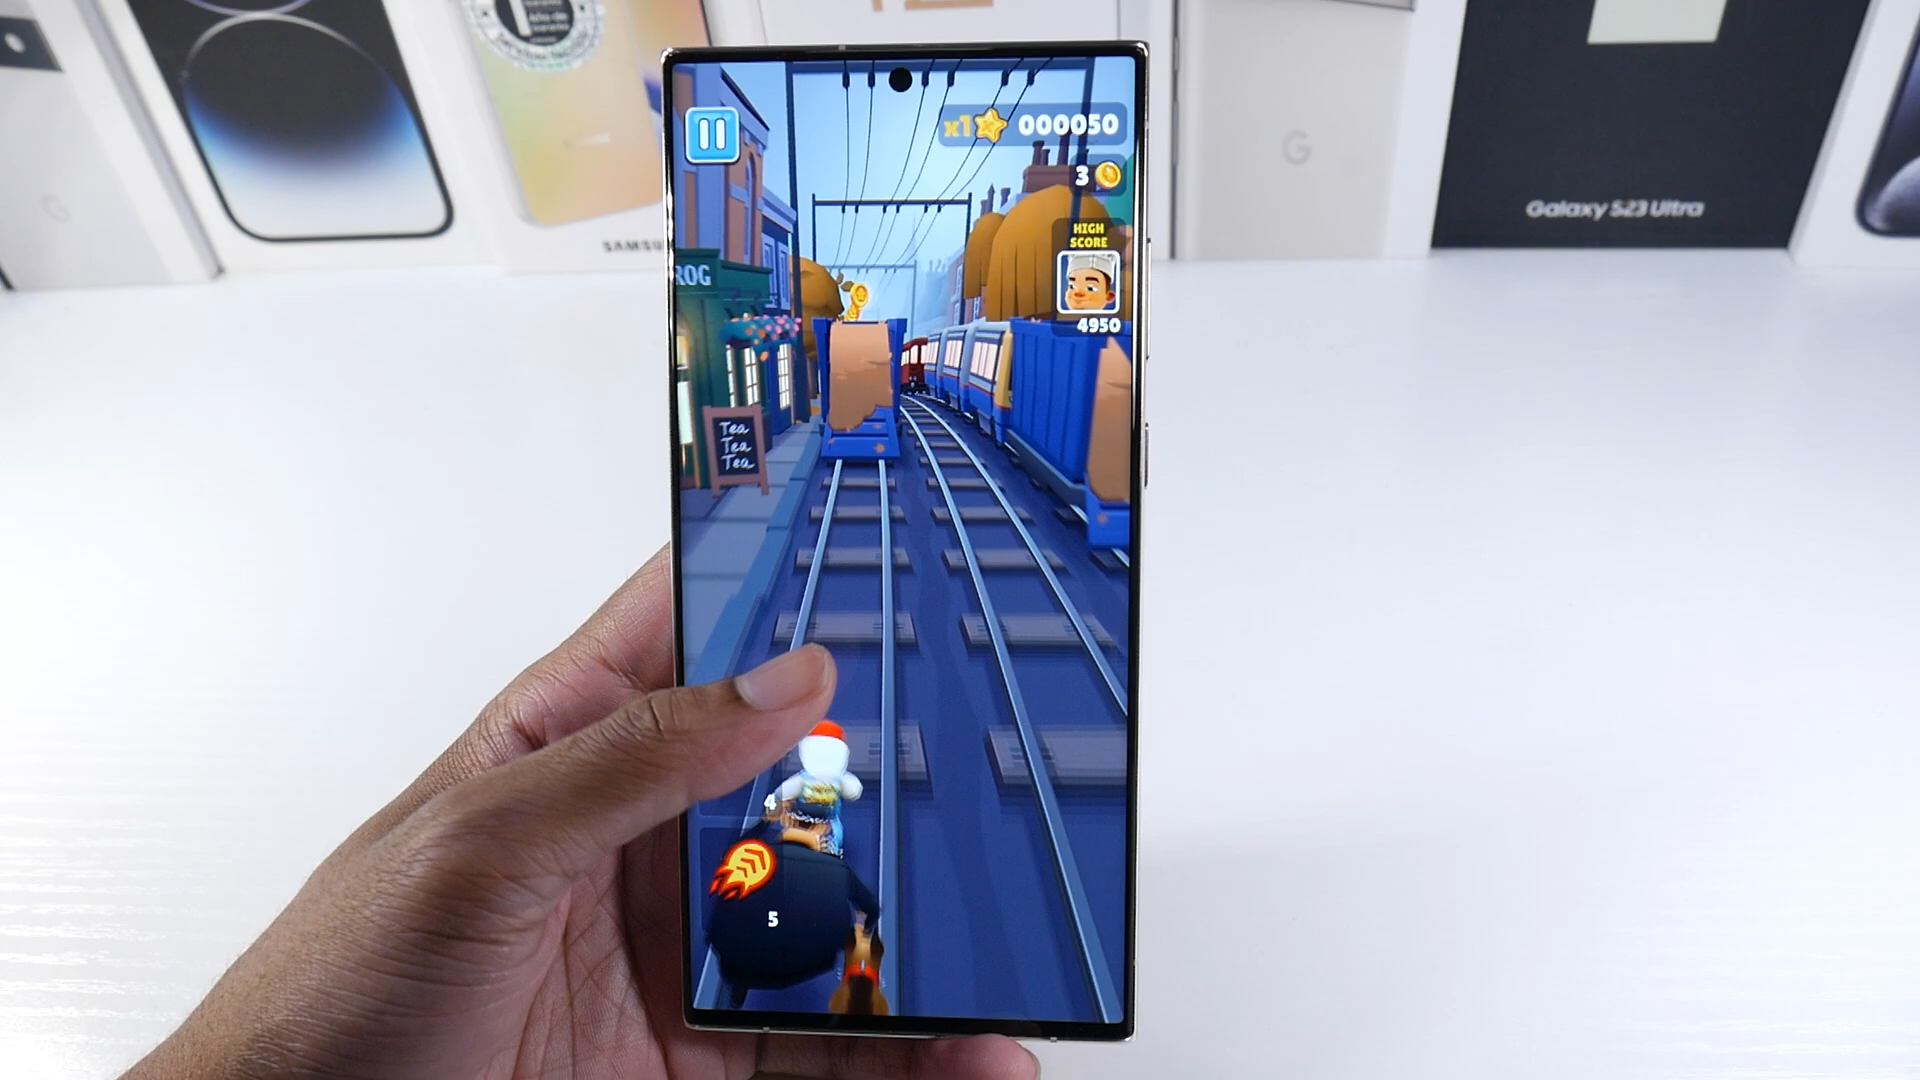 SAMSU
Galaxy S23 Ultra
x1 000050
3
HIGH
SCORE
4950
ROG
Tea
Tea
Tea
4
5